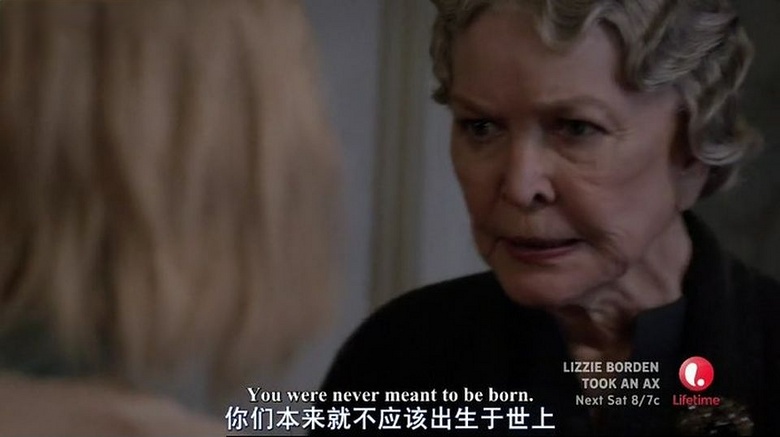 LIZZIE BORDEN
TOOK AN AX
Next Sat 8/7c
Lifetime
You were never meant to be born.
你们本来就不应该出生于世上